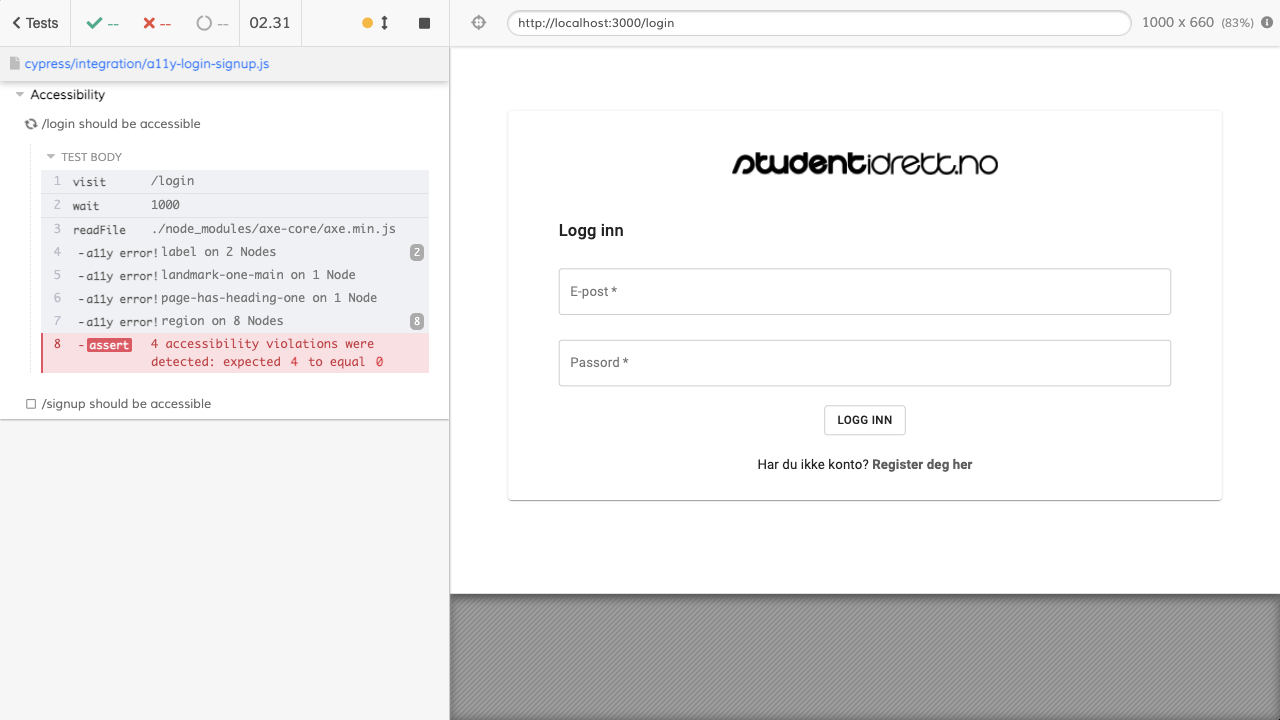 Tests -- -- -- 02.31
cypress/integration/a11y-login-signup.js
Accessibility
/login should be accessible
TEST BODY
1 visit /login
2 wait 1000
3 readFile ./node_modules/axe-core/axe.min.js
4 -a11y error! label on 2 Nodes 2
5 -a11y error! landmark-one-main on 1 Node
6 -a11y error! page-has-heading-one on 1 Node
7 -a11y error! region on 8 Nodes 8
8 -assert 4 accessibility violations were
detected: expected 4 to equal 0
/signup should be accessible
http://localhost:3000/login 1000 x 660 (83%)
studentidrett.no
Logg inn
E-post *
Passord *
LOGG INN
Har du ikke konto? Register deg her